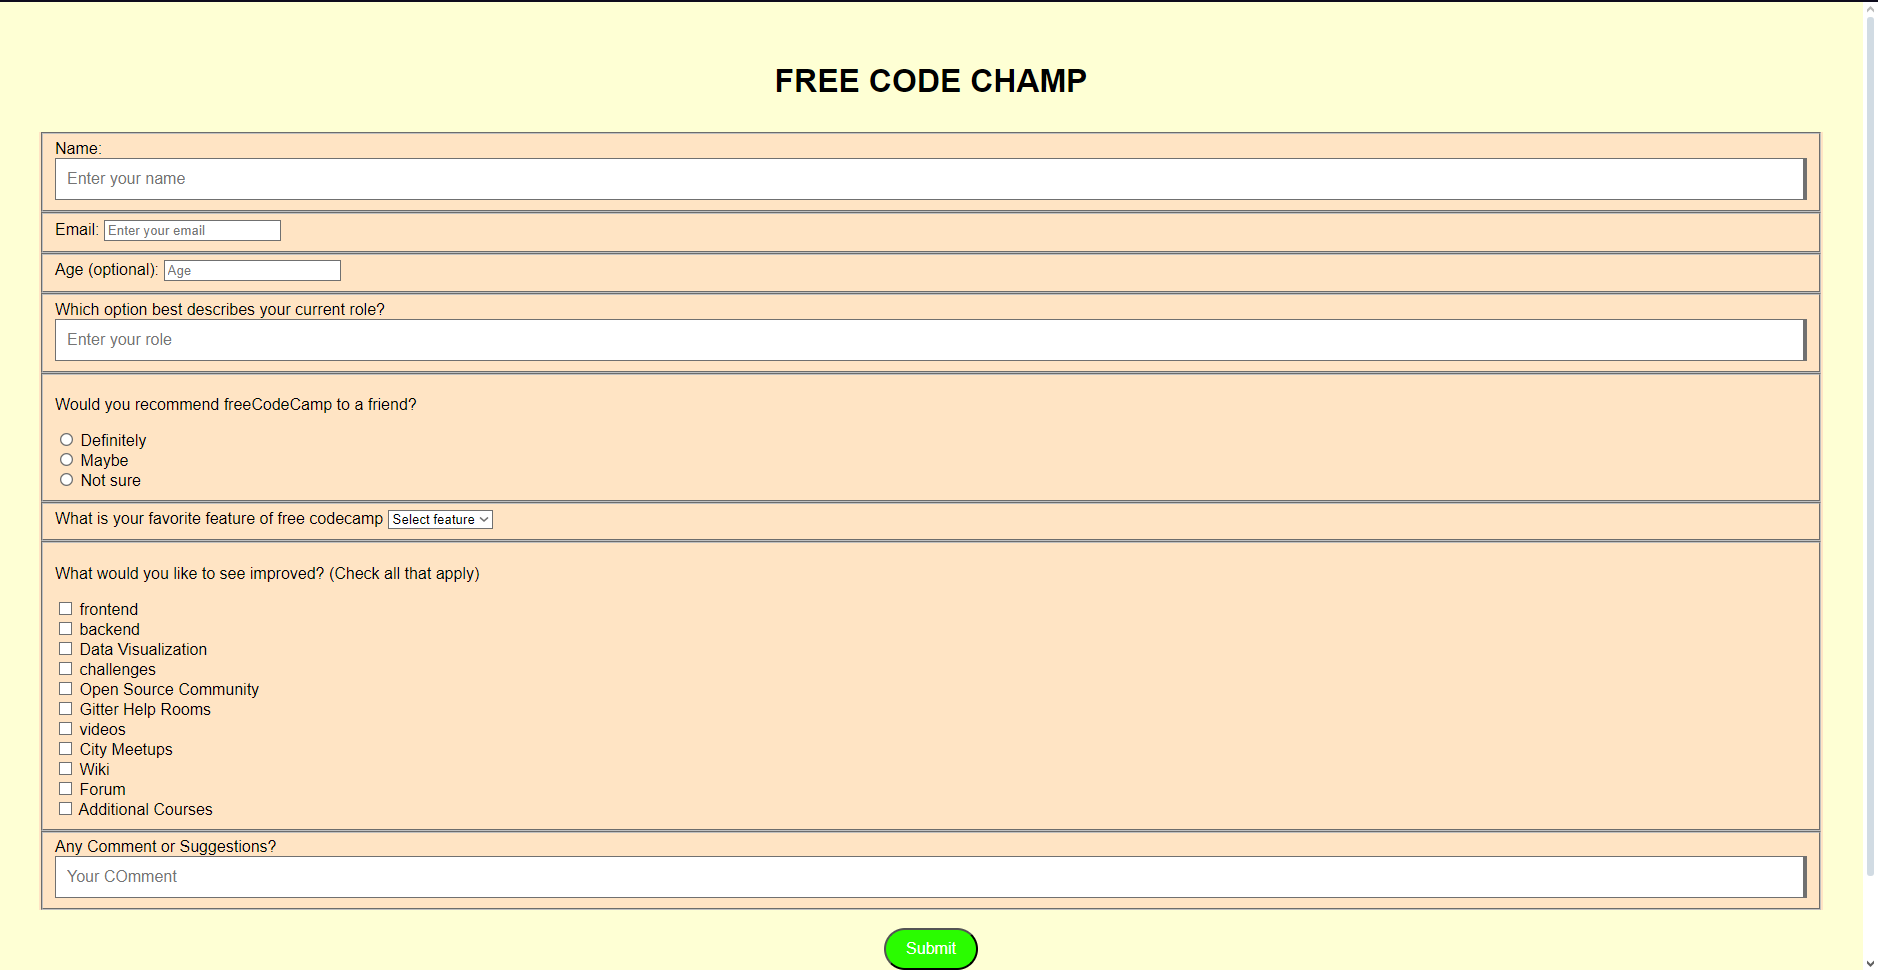 FREE CODE CHAMP
Name:
Enter your name
Email: Enter your email
Age (optional): Age
Which option best describes your current role?
Enter your role
Would you recommend freeCodeCamp to a friend?
Definitely
Maybe
Not sure
What is your favorite feature of free codecamp Select feature
What would you like to see improved? (Check all that apply)
frontend
backend
Data Visualization
challenges
Open Source Community
Gitter Help Rooms
videos
City Meetups
Wiki
Forum
Additional Courses
Any Comment or Suggestions?
Your COmment
Submit